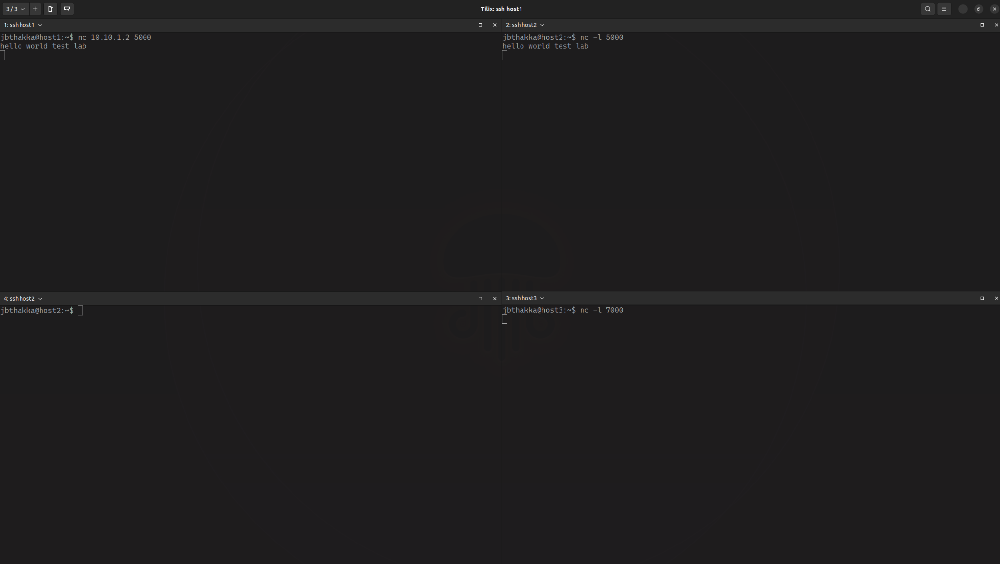 3 / 3
Tilix: ssh host1
1: ssh host1
jbthakka@host1:~$ nc 10.10.1.2 5000
hello world test lab
2: ssh host2
jbthakka@host2:~$ nc -l 5000
hello world test lab
4: ssh host2
jbthakka@host2:~$
3: ssh host3
jbthakka@host3:~$ nc -l 7000